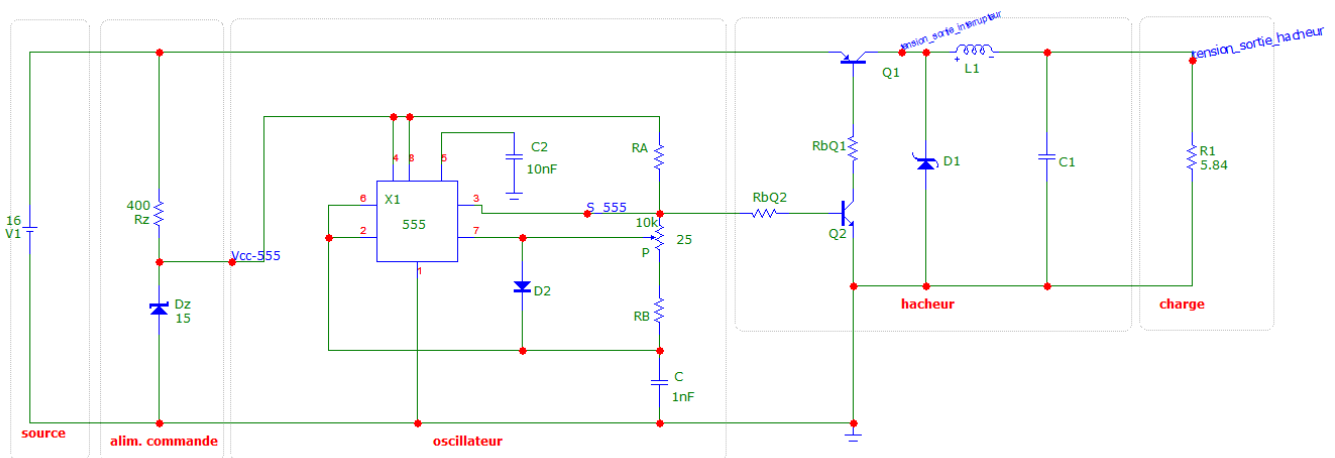 16
V1
source
400
Rz
Dz
15
alim. commande
Vcc-555
X1
555
4
8
5
6
2
3
7
1
C2
10nF
D2
RA
S_555
10k
P
25
RB
C
1nF
oscillateur
RbQ2
Q2
RbQ1
Q1
tension_sortie_interrupteur
L1
+
-
D1
C1
hacheur
tension_sortie_hacheur
R1
5.84
charge